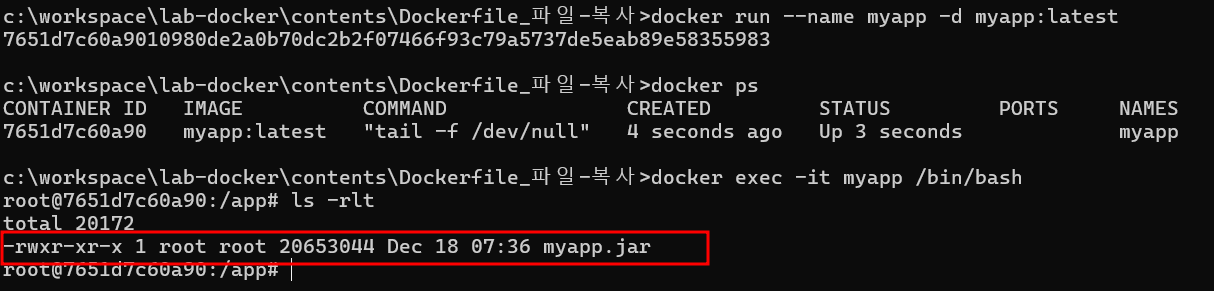 c:\workspace\lab-docker\contents\Dockerfile_파일-복사>docker run --name myapp -d myapp:latest
7651d7c60a9010980de2a0b70dc2b2f07466f93c79a5737de5eab89e58355983
c:\workspace\lab-docker\contents\Dockerfile_파일-복사>docker ps
CONTAINER ID   IMAGE          COMMAND               CREATED         STATUS         PORTS     NAMES
7651d7c60a90   myapp:latest   "tail -f /dev/null"   4 seconds ago   Up 3 seconds             myapp
c:\workspace\lab-docker\contents\Dockerfile_파일-복사>docker exec -it myapp /bin/bash
root@7651d7c60a90:/app# ls -rlt
total 20172
-rwxr-xr-x 1 root root 20653044 Dec 18 07:36 myapp.jar
root@7651d7c60a90:/app#